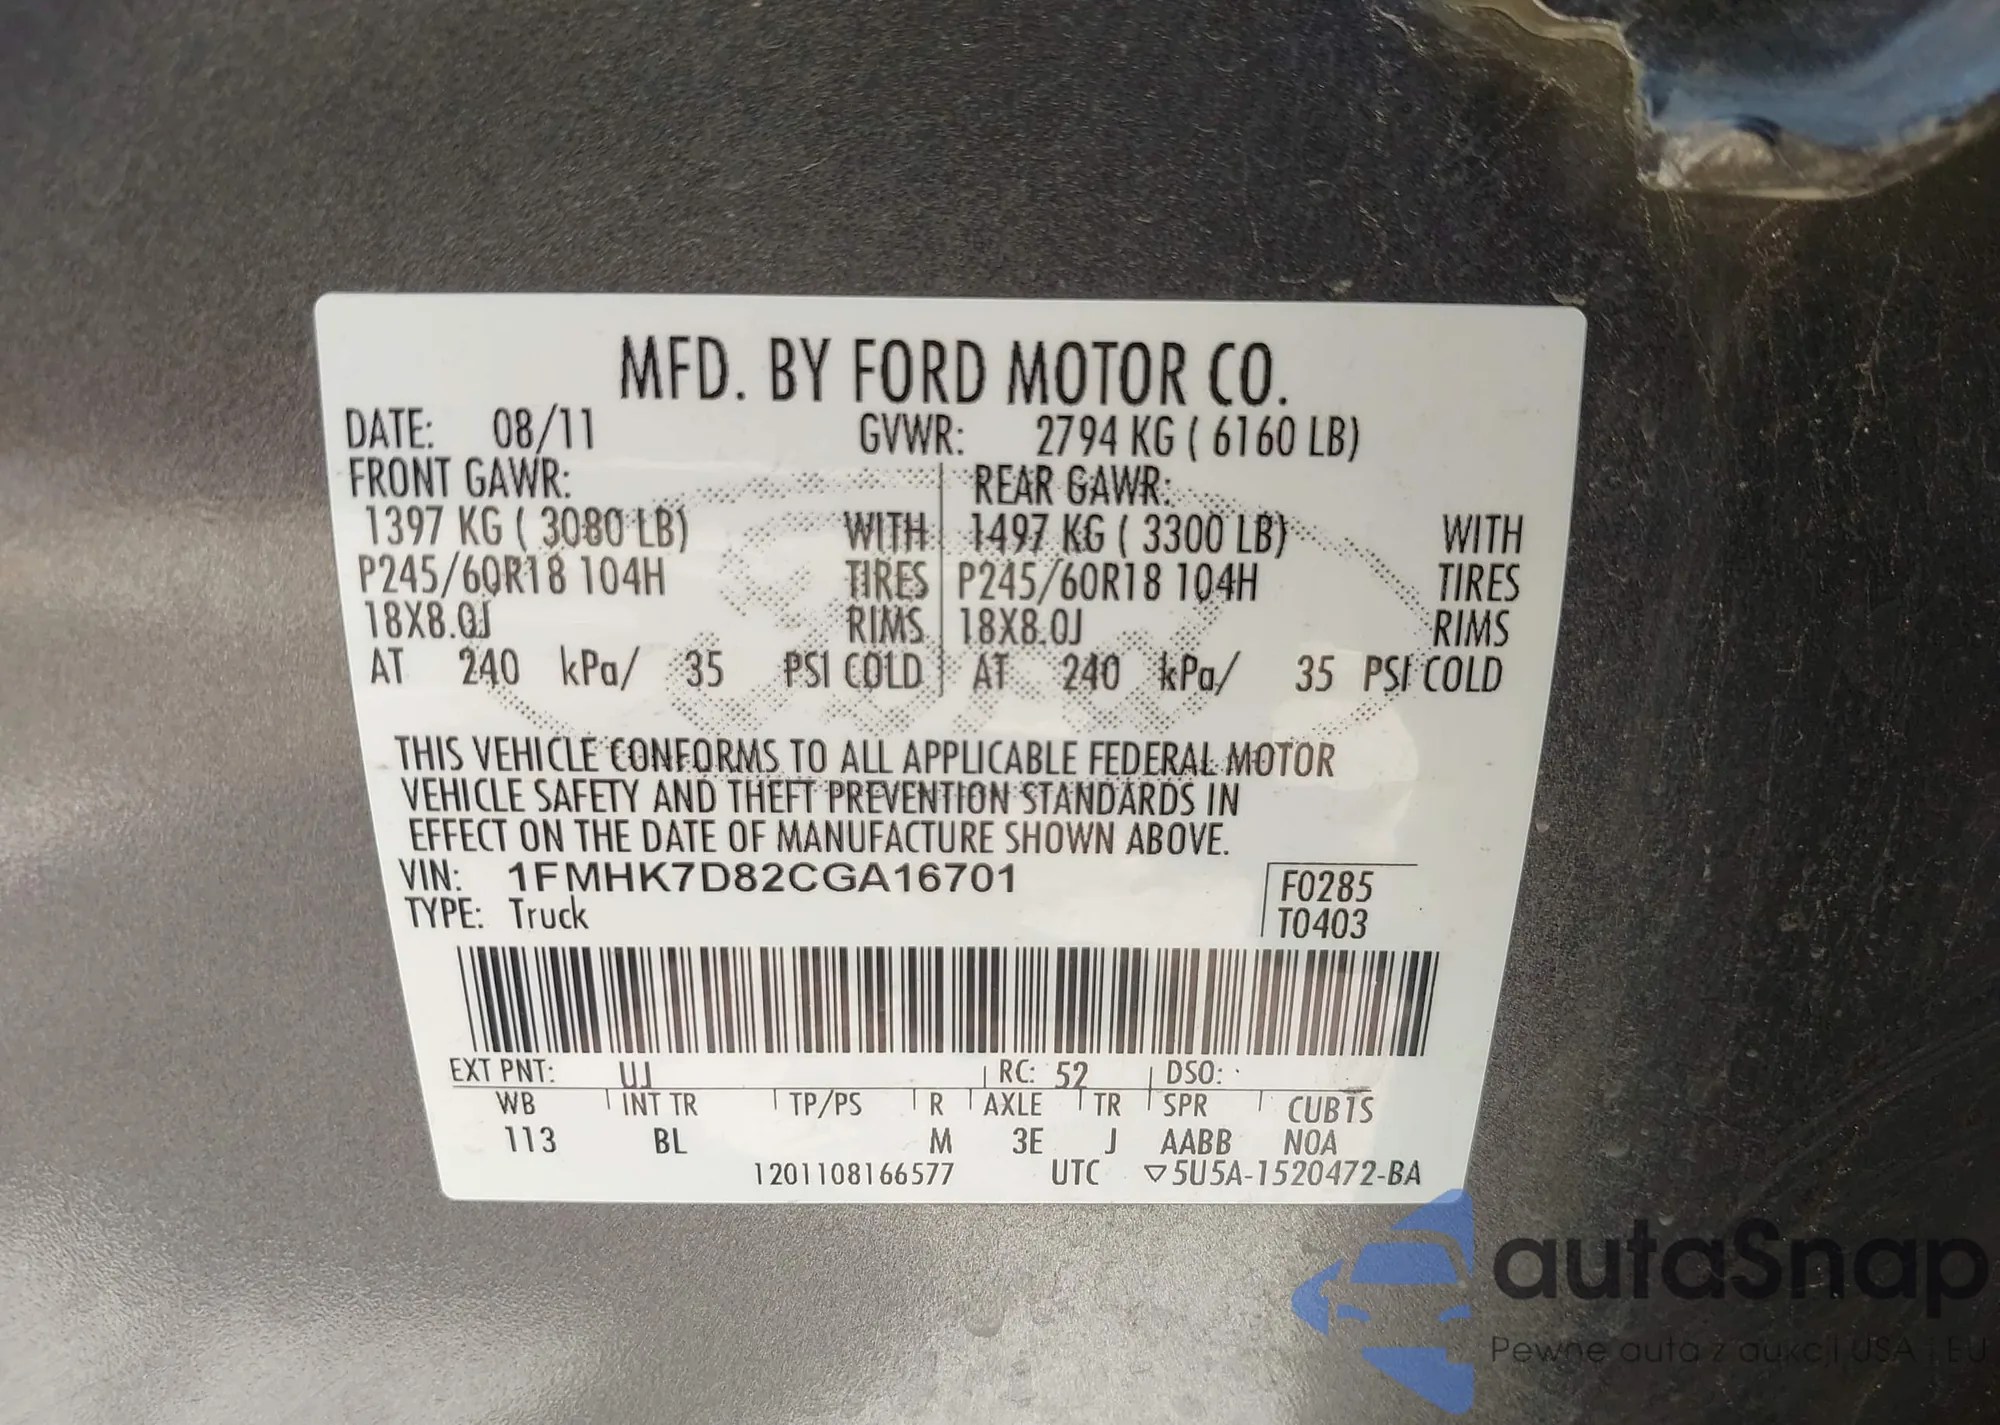 MFD. BY FORD MOTOR CO.
DATE: 08/11 GVWR: 2794 KG ( 6160 LB)
FRONT GAWR: REAR GAWR:
1397 KG ( 3080 LB) WITH 1497 KG ( 3300 LB) WITH
P245/60R18 104H TIRES P245/60R18 104H TIRES
18X8.0J RIMS 18X8.0J RIMS
AT 240 kPa/ 35 PSI COLD AT 240 kPa/ 35 PSI COLD
THIS VEHICLE CONFORMS TO ALL APPLICABLE FEDERAL MOTOR
VEHICLE SAFETY AND THEFT PREVENTION STANDARDS IN
EFFECT ON THE DATE OF MANUFACTURE SHOWN ABOVE.
VIN: 1FMHK7D82CGA16701 F0285
TYPE: Truck T0403
EXT PNT: UJ RC: 52 DSO:
WB INT TR TP/PS R AXLE TR SPR CUBTS
113 BL M 3E J AABB NOA
1201108166577 UTC ▽5U5A-1520472-BA
autaSnap
Pewne auta z aukcji USA i EU